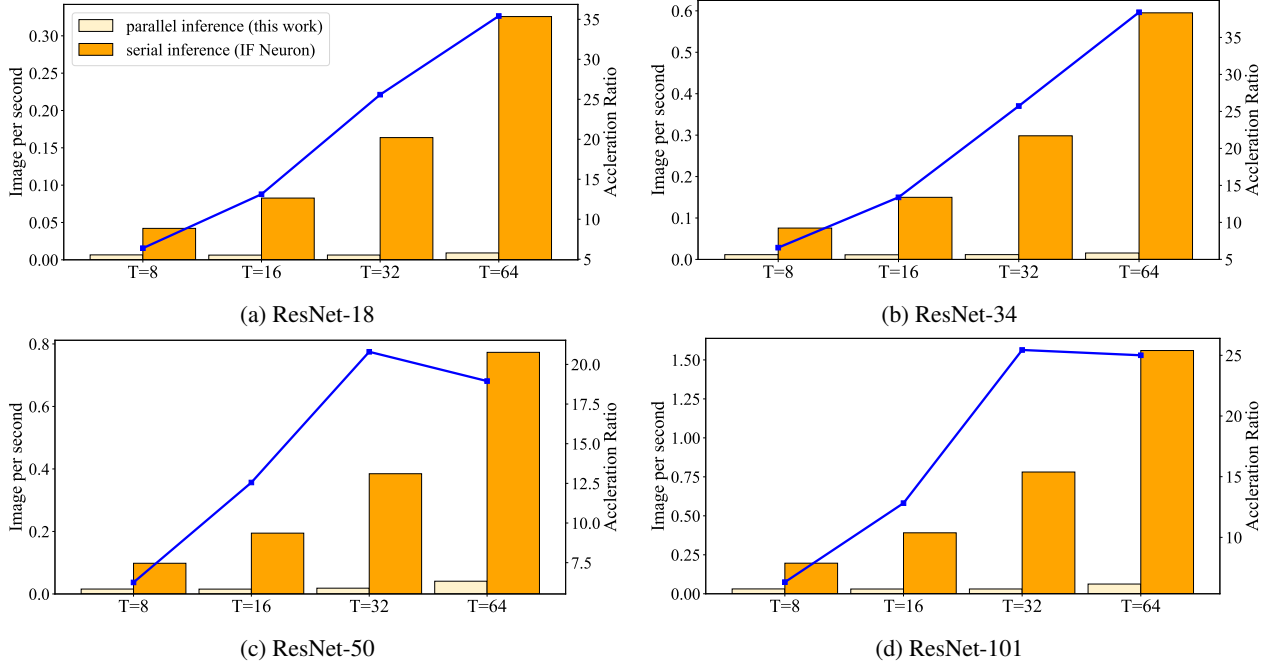 parallel inference (this work)
serial inference (IF Neuron)
Image per second
0.30
0.25
0.20
0.15
0.10
0.05
0.00
T=8
T=16
T=32
T=64
35
30
25
20
15
10
5
Accleration Ratio
(a) ResNet-18
Image per second
0.6
0.5
0.4
0.3
0.2
0.1
0.0
T=8
T=16
T=32
T=64
35
30
25
20
15
10
5
Accleration Ratio
(b) ResNet-34
Image per second
0.8
0.6
0.4
0.2
0.0
T=8
T=16
T=32
T=64
20.0
17.5
15.0
12.5
10.0
7.5
Accleration Ratio
(c) ResNet-50
Image per second
1.50
1.25
1.00
0.75
0.50
0.25
0.00
T=8
T=16
T=32
T=64
25
20
15
10
Accleration Ratio
(d) ResNet-101